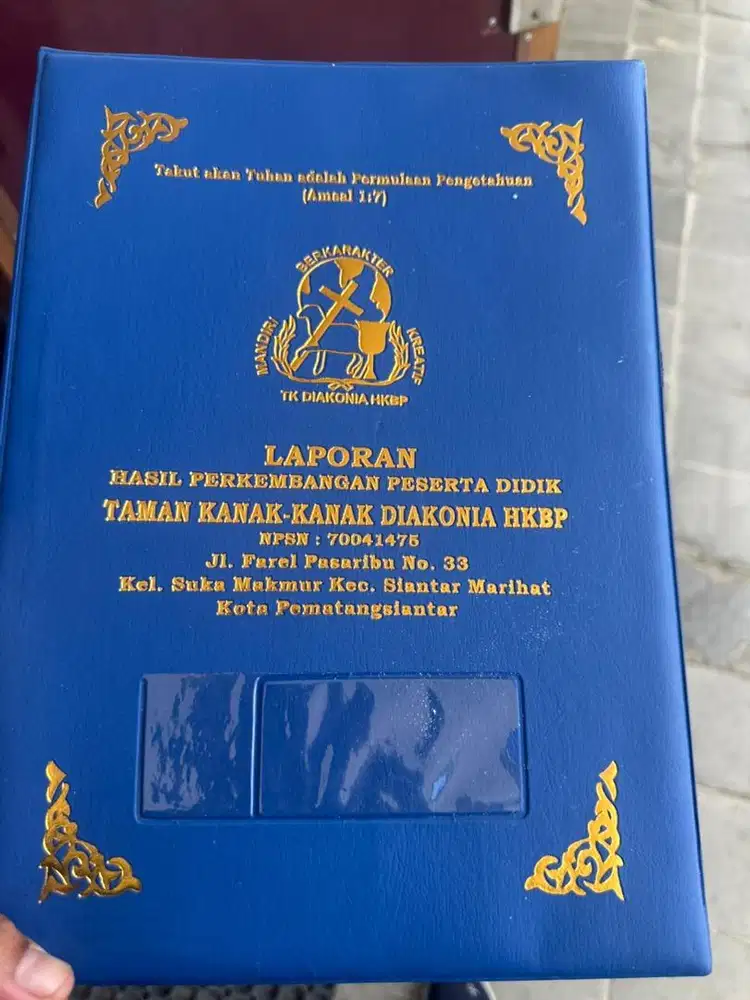 Takut akan Tuhan adalah Permulaan Pengetahuan
(Amsal 1:7)
BERKARAKTER
MANDIRI
KREATIF
TK DIAKONIA HKBP
LAPORAN
HASIL PERKEMBANGAN PESERTA DIDIK
TAMAN KANAK-KANAK DIAKONIA HKBP
NPSN : 70041475
Jl. Farel Pasaribu No. 33
Kel. Suka Makmur Kec. Siantar Marihat
Kota Pematangsiantar